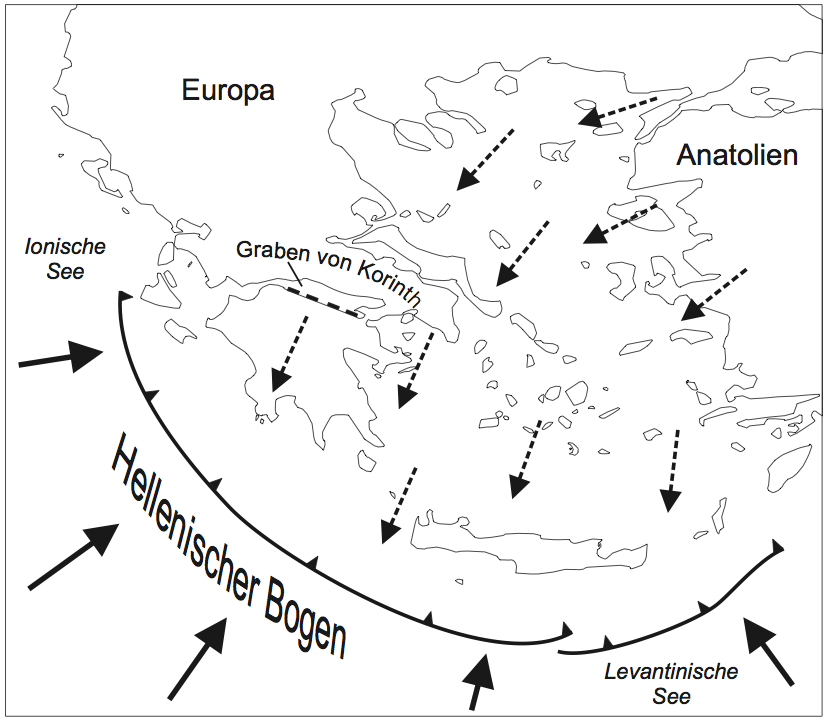 Europa
Anatolien
Ionische
See
Graben von Korinth
Hellenischer Bogen
Levantinische
See